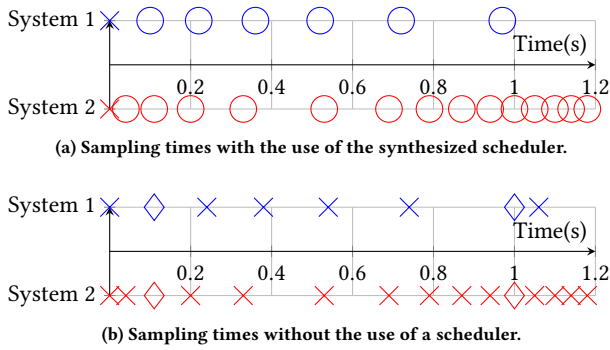 System 1
Time(s)
0.2 0.4 0.6 0.8 1 1.2
System 2
(a) Sampling times with the use of the synthesized scheduler.
System 1
Time(s)
0.2 0.4 0.6 0.8 1 1.2
System 2
(b) Sampling times without the use of a scheduler.